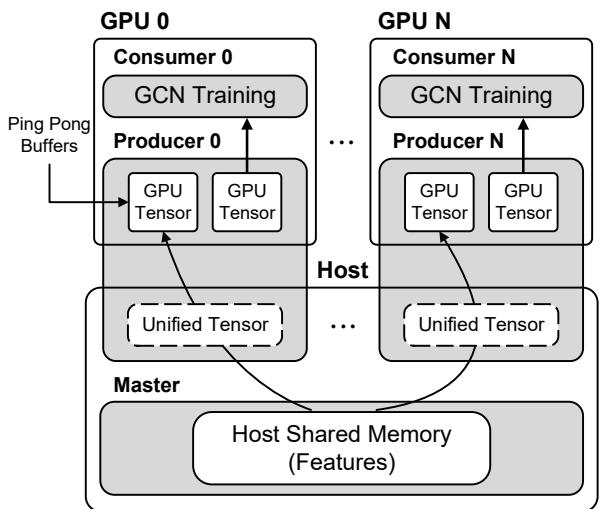 GPU 0
GPU N
Consumer 0
Consumer N
GCN Training
GCN Training
Ping Pong
Buffers
Producer 0
...
Producer N
GPU
Tensor
GPU
Tensor
GPU
Tensor
GPU
Tensor
Host
Unified Tensor
...
Unified Tensor
Master
Host Shared Memory
(Features)